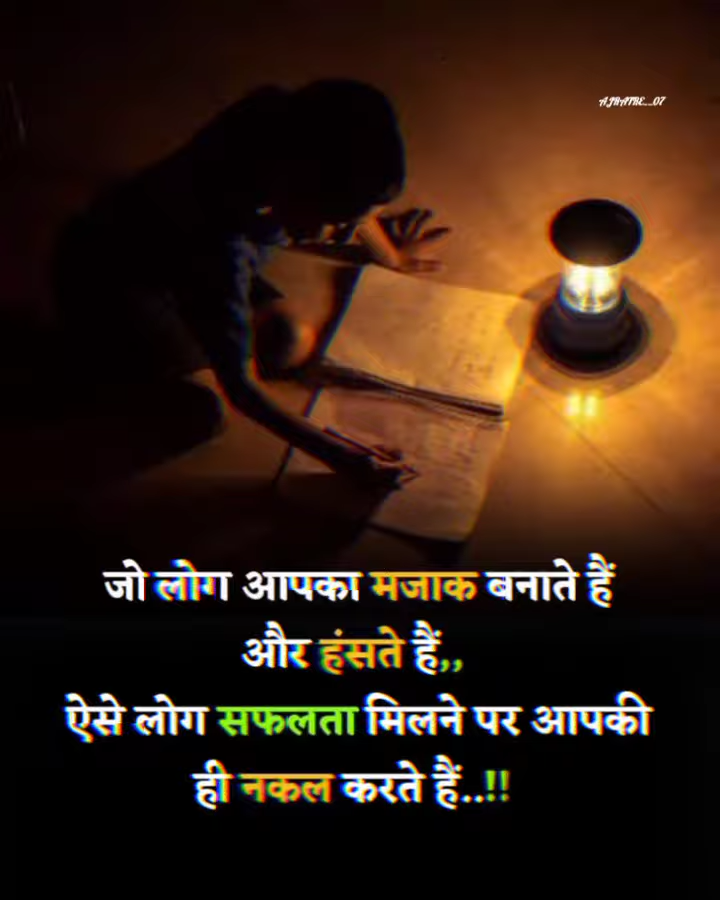 जो लोग आपका मजाक बनाते हैं
और हंसते हैं,,
ऐसे लोग सफलता मिलने पर आपकी
ही नकल करते हैं..!!